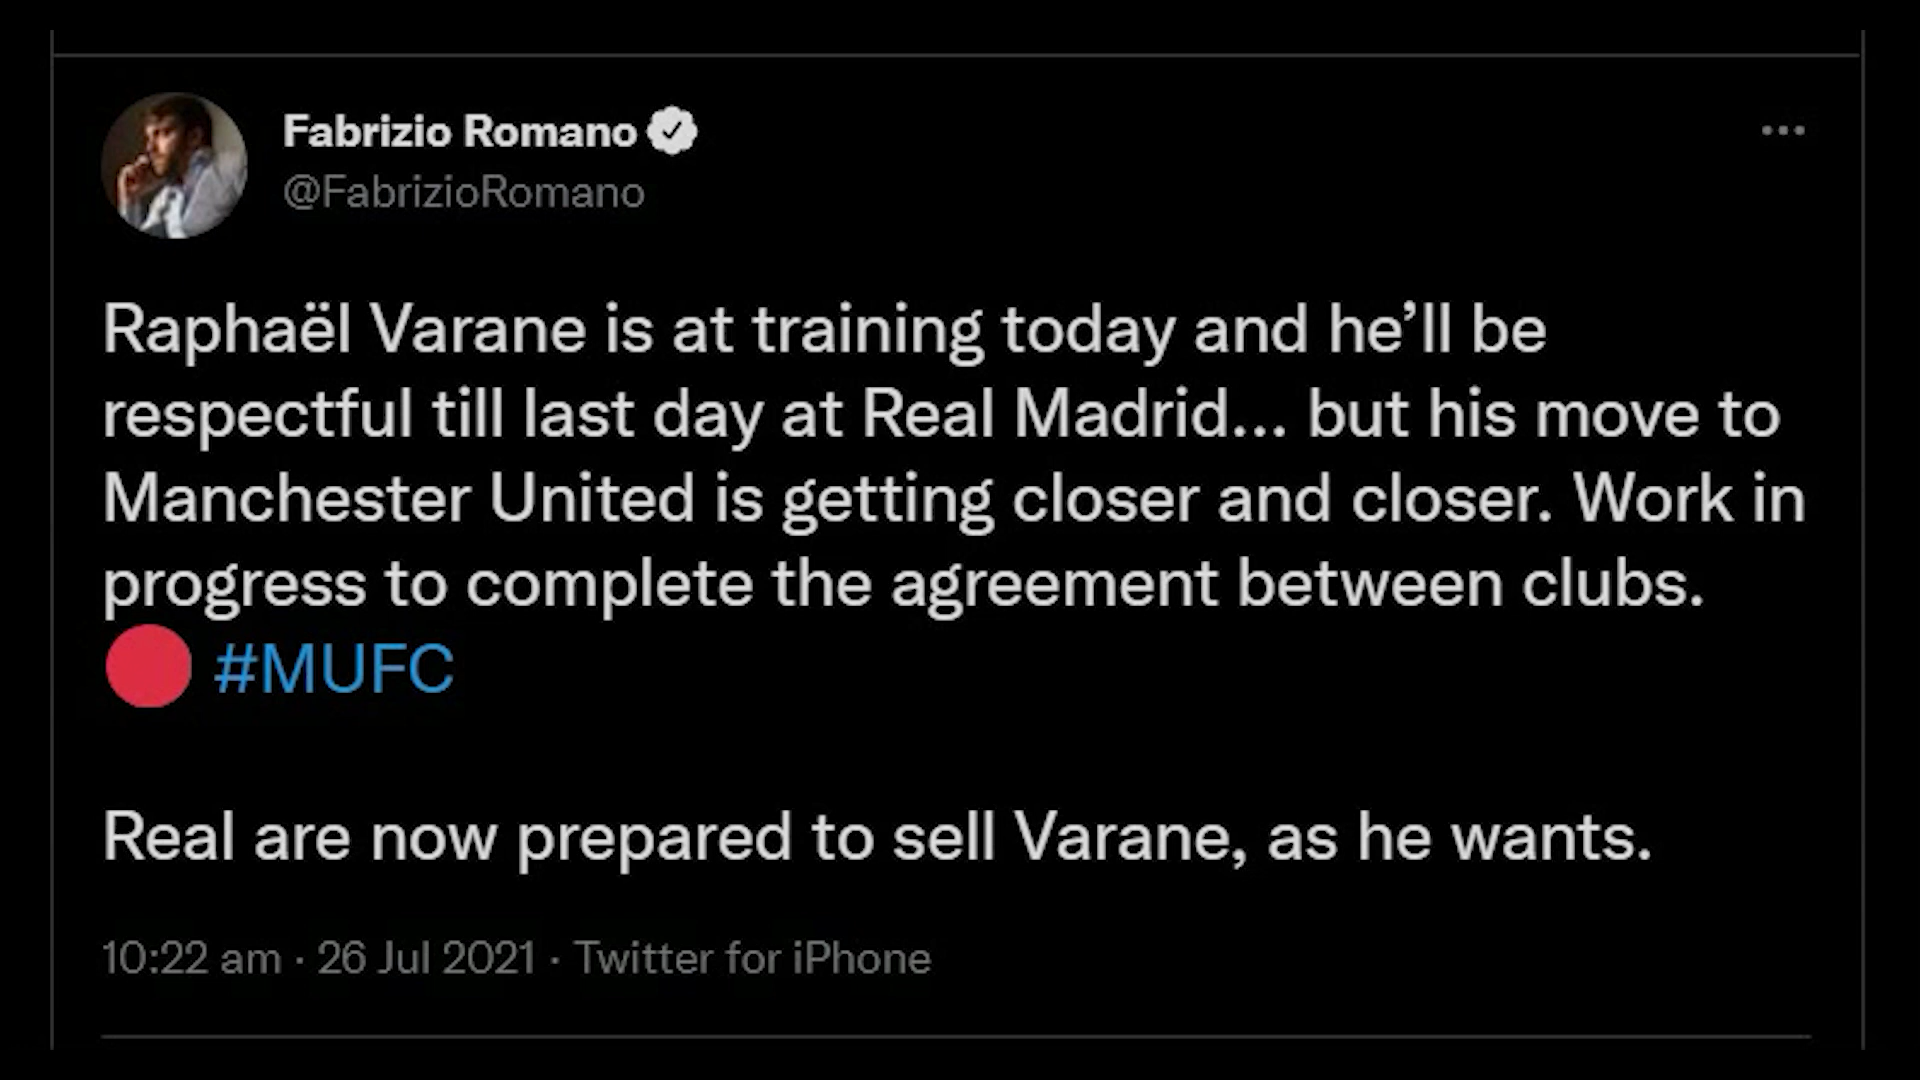 Fabrizio Romano
@FabrizioRomano
Raphaël Varane is at training today and he’ll be
respectful till last day at Real Madrid... but his move to
Manchester United is getting closer and closer. Work in
progress to complete the agreement between clubs.
🔴 #MUFC
Real are now prepared to sell Varane, as he wants.
10:22 am · 26 Jul 2021 · Twitter for iPhone